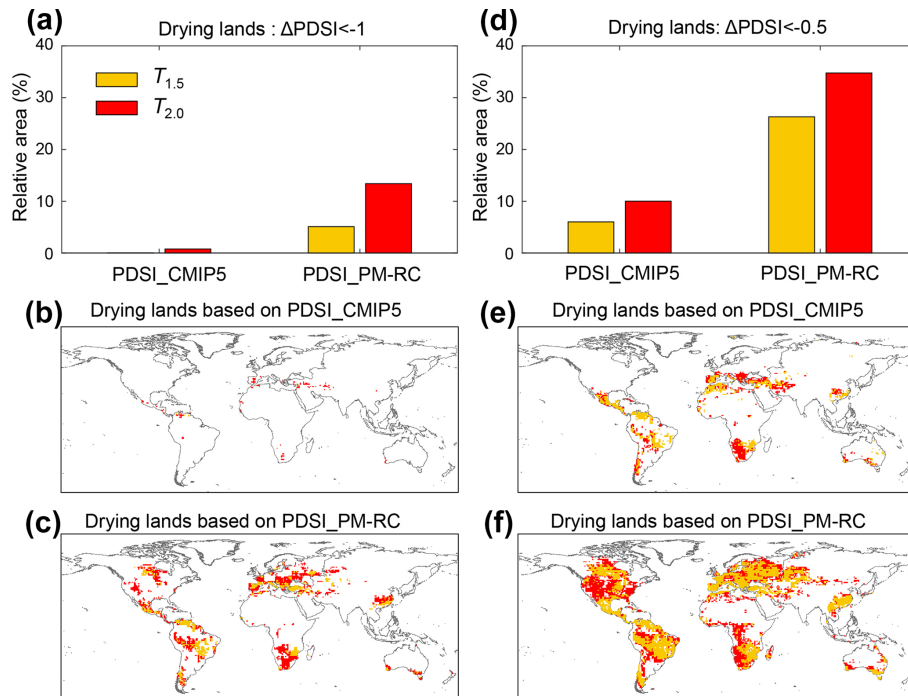 (a)
Drying lands : ΔPDSI<-1
Relative area (%)
40
30
20
10
0
T1.5
T2.0
PDSI_CMIP5
PDSI_PM-RC
(d)
Drying lands: ΔPDSI<-0.5
Relative area (%)
40
30
20
10
0
PDSI_CMIP5
PDSI_PM-RC
(b)
Drying lands based on PDSI_CMIP5
(e)
Drying lands based on PDSI_CMIP5
(c)
Drying lands based on PDSI_PM-RC
(f)
Drying lands based on PDSI_PM-RC